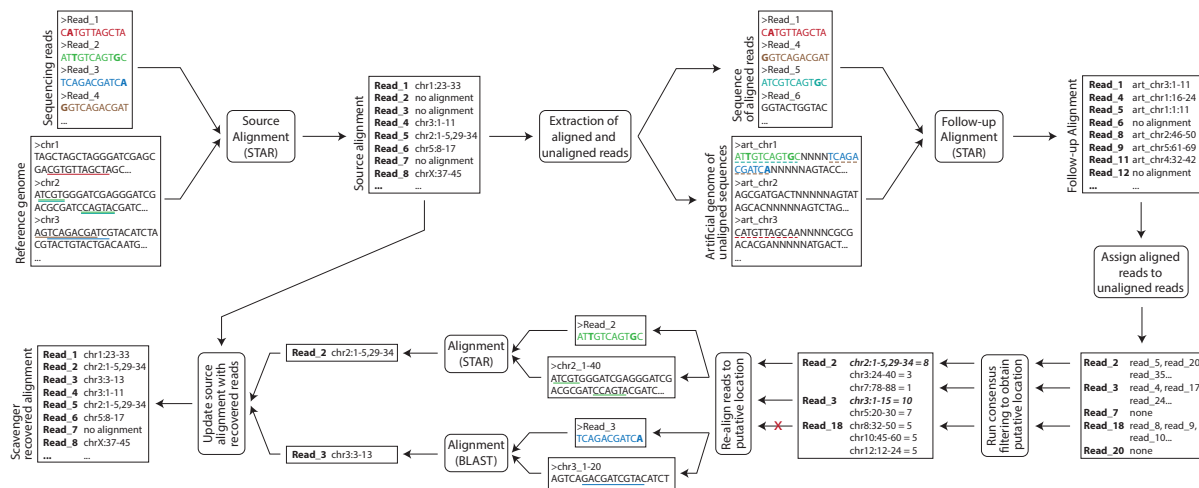 Sequencing reads
>Read_1
CATGTTAGCTA
>Read_2
ATTGTCAGTGC
>Read_3
TCAGACGATCA
>Read_4
GGTCAGACGAT
...
Reference genome
>chr1
TAGCTAGCTAGGGATCGAGC
GACGTGTTAGCTAGC...
>chr2
ATCGTGGGATCGAGGGATCG
ACGCGATCCAGTACGATC...
>chr3
AGTCAGACGATCGTACATCTA
CGTACTGTACTGACAATG...
...
Source
Alignment
(STAR)
Source alignment
Read_1 chr1:23-33
Read_2 no alignment
Read_3 no alignment
Read_4 chr3:1-11
Read_5 chr2:1-5,29-34
Read_6 chr5:8-17
Read_7 no alignment
Read_8 chrX:37-45
... ...
Extraction of
aligned and
unaligned reads
Sequence
of aligned reads
>Read_1
CATGTTAGCTA
>Read_4
GGTCAGACGAT
>Read_5
ATCGTCAGTGC
>Read_6
GGTACTGGTAC
...
Artificial genome of
unaligned sequences
>art_chr1
ATTGTCAGTGCNNNNTCAGA
CGATCANNNNNAGTACC...
>art_chr2
AGCGATGACTNNNNNAGTAT
AGCACNNNNNAGTCTAG...
>art_chr3
CATGTTAGCAANNNNCGCG
ACACGANNNNNATGACT...
...
Follow-up
Alignment
(STAR)
Follow-up Alignment
Read_1 art_chr3:1-11
Read_4 art_chr1:16-24
Read_5 art_chr1:1:11
Read_6 no alignment
Read_8 art_chr2:46-50
Read_9 art_chr5:61-69
Read_11 art_chr4:32-42
Read_12 no alignment
... ...
Assign aligned
reads to
unaligned reads
Read_2 read_5, read_20,
read_35...
Read_3 read_4, read_17,
read_24...
Read_7 none
Read_18 read_8, read_9,
read_10...
Read_20 none
Run consensus
filtering to obtain
putative location
Read_2 chr2:1-5,29-34 = 8
chr3:24-40 = 3
chr7:78-88 = 1
Read_3 chr3:1-15 = 10
chr5:20-30 = 7
Read_18 chr8:32-50 = 5
chr10:45-60 = 5
chr12:12-24 = 5
X
Re-align reads to
putative location
>Read_2
ATTGTCAGTGC
>chr2_1-40
ATCGTGGGATCGAGGGATCG
ACGCGATCCAGTACGATC...
>Read_3
TCAGACGATCA
>chr3_1-20
AGTCAGACGATCGTACATCT
Alignment
(STAR)
Alignment
(BLAST)
Read_2 chr2:1-5,29-34
Read_3 chr3:3-13
Update source
alignment with
recovered reads
Scavenger
recovered alignment
Read_1 chr1:23-33
Read_2 chr2:1-5,29-34
Read_3 chr3:3-13
Read_4 chr3:1-11
Read_5 chr2:1-5,29-34
Read_6 chr5:8-17
Read_7 no alignment
Read_8 chrX:37-45
... ...